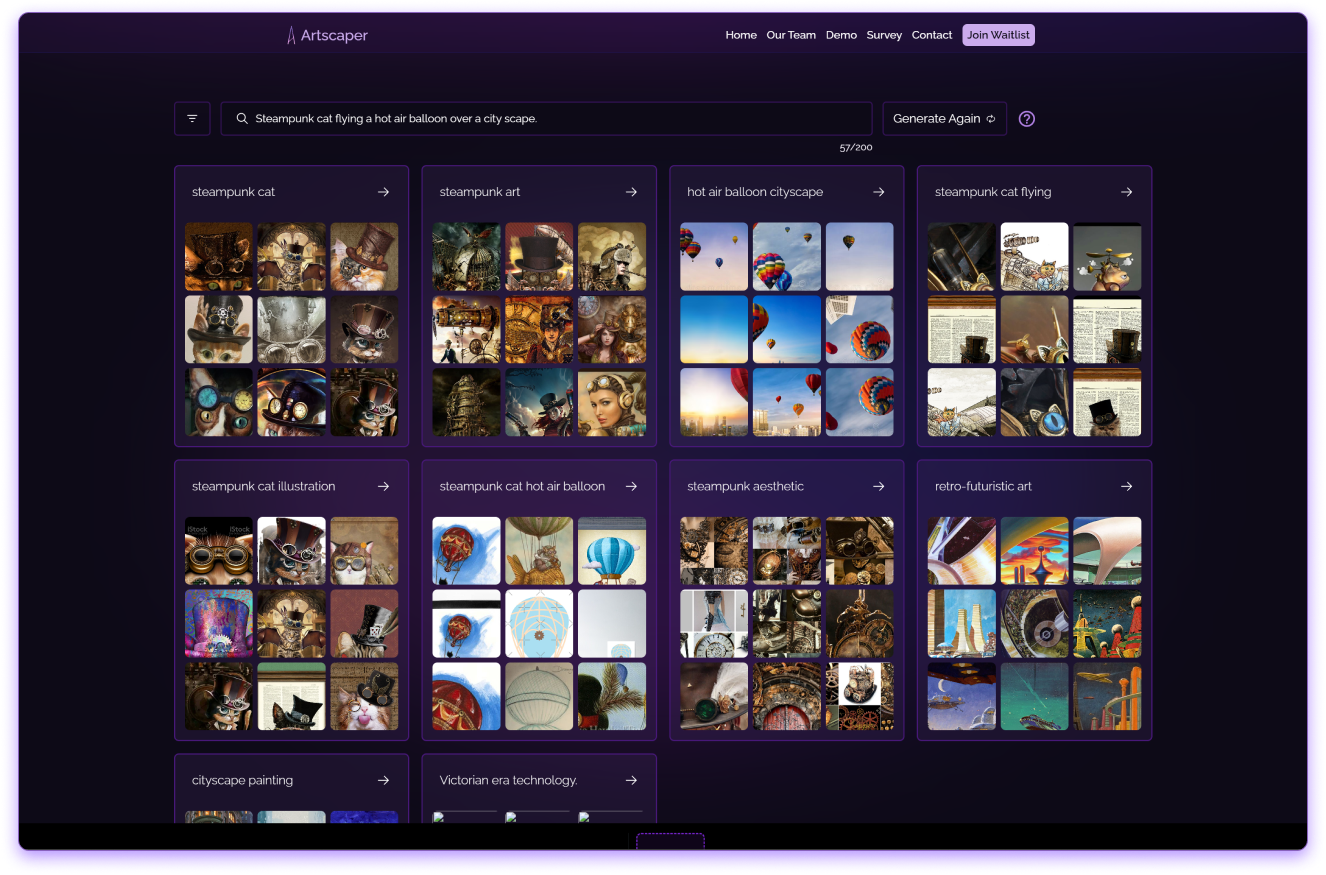 Artscaper
Home Our Team Demo Survey Contact Join Waitlist
Steampunk cat flying a hot air balloon over a city scape.
Generate Again
?
57/200
steampunk cat
steampunk art
hot air balloon cityscape
steampunk cat flying
steampunk cat illustration
steampunk cat hot air balloon
steampunk aesthetic
retro-futuristic art
iStock iStock
cityscape painting
Victorian era technology.